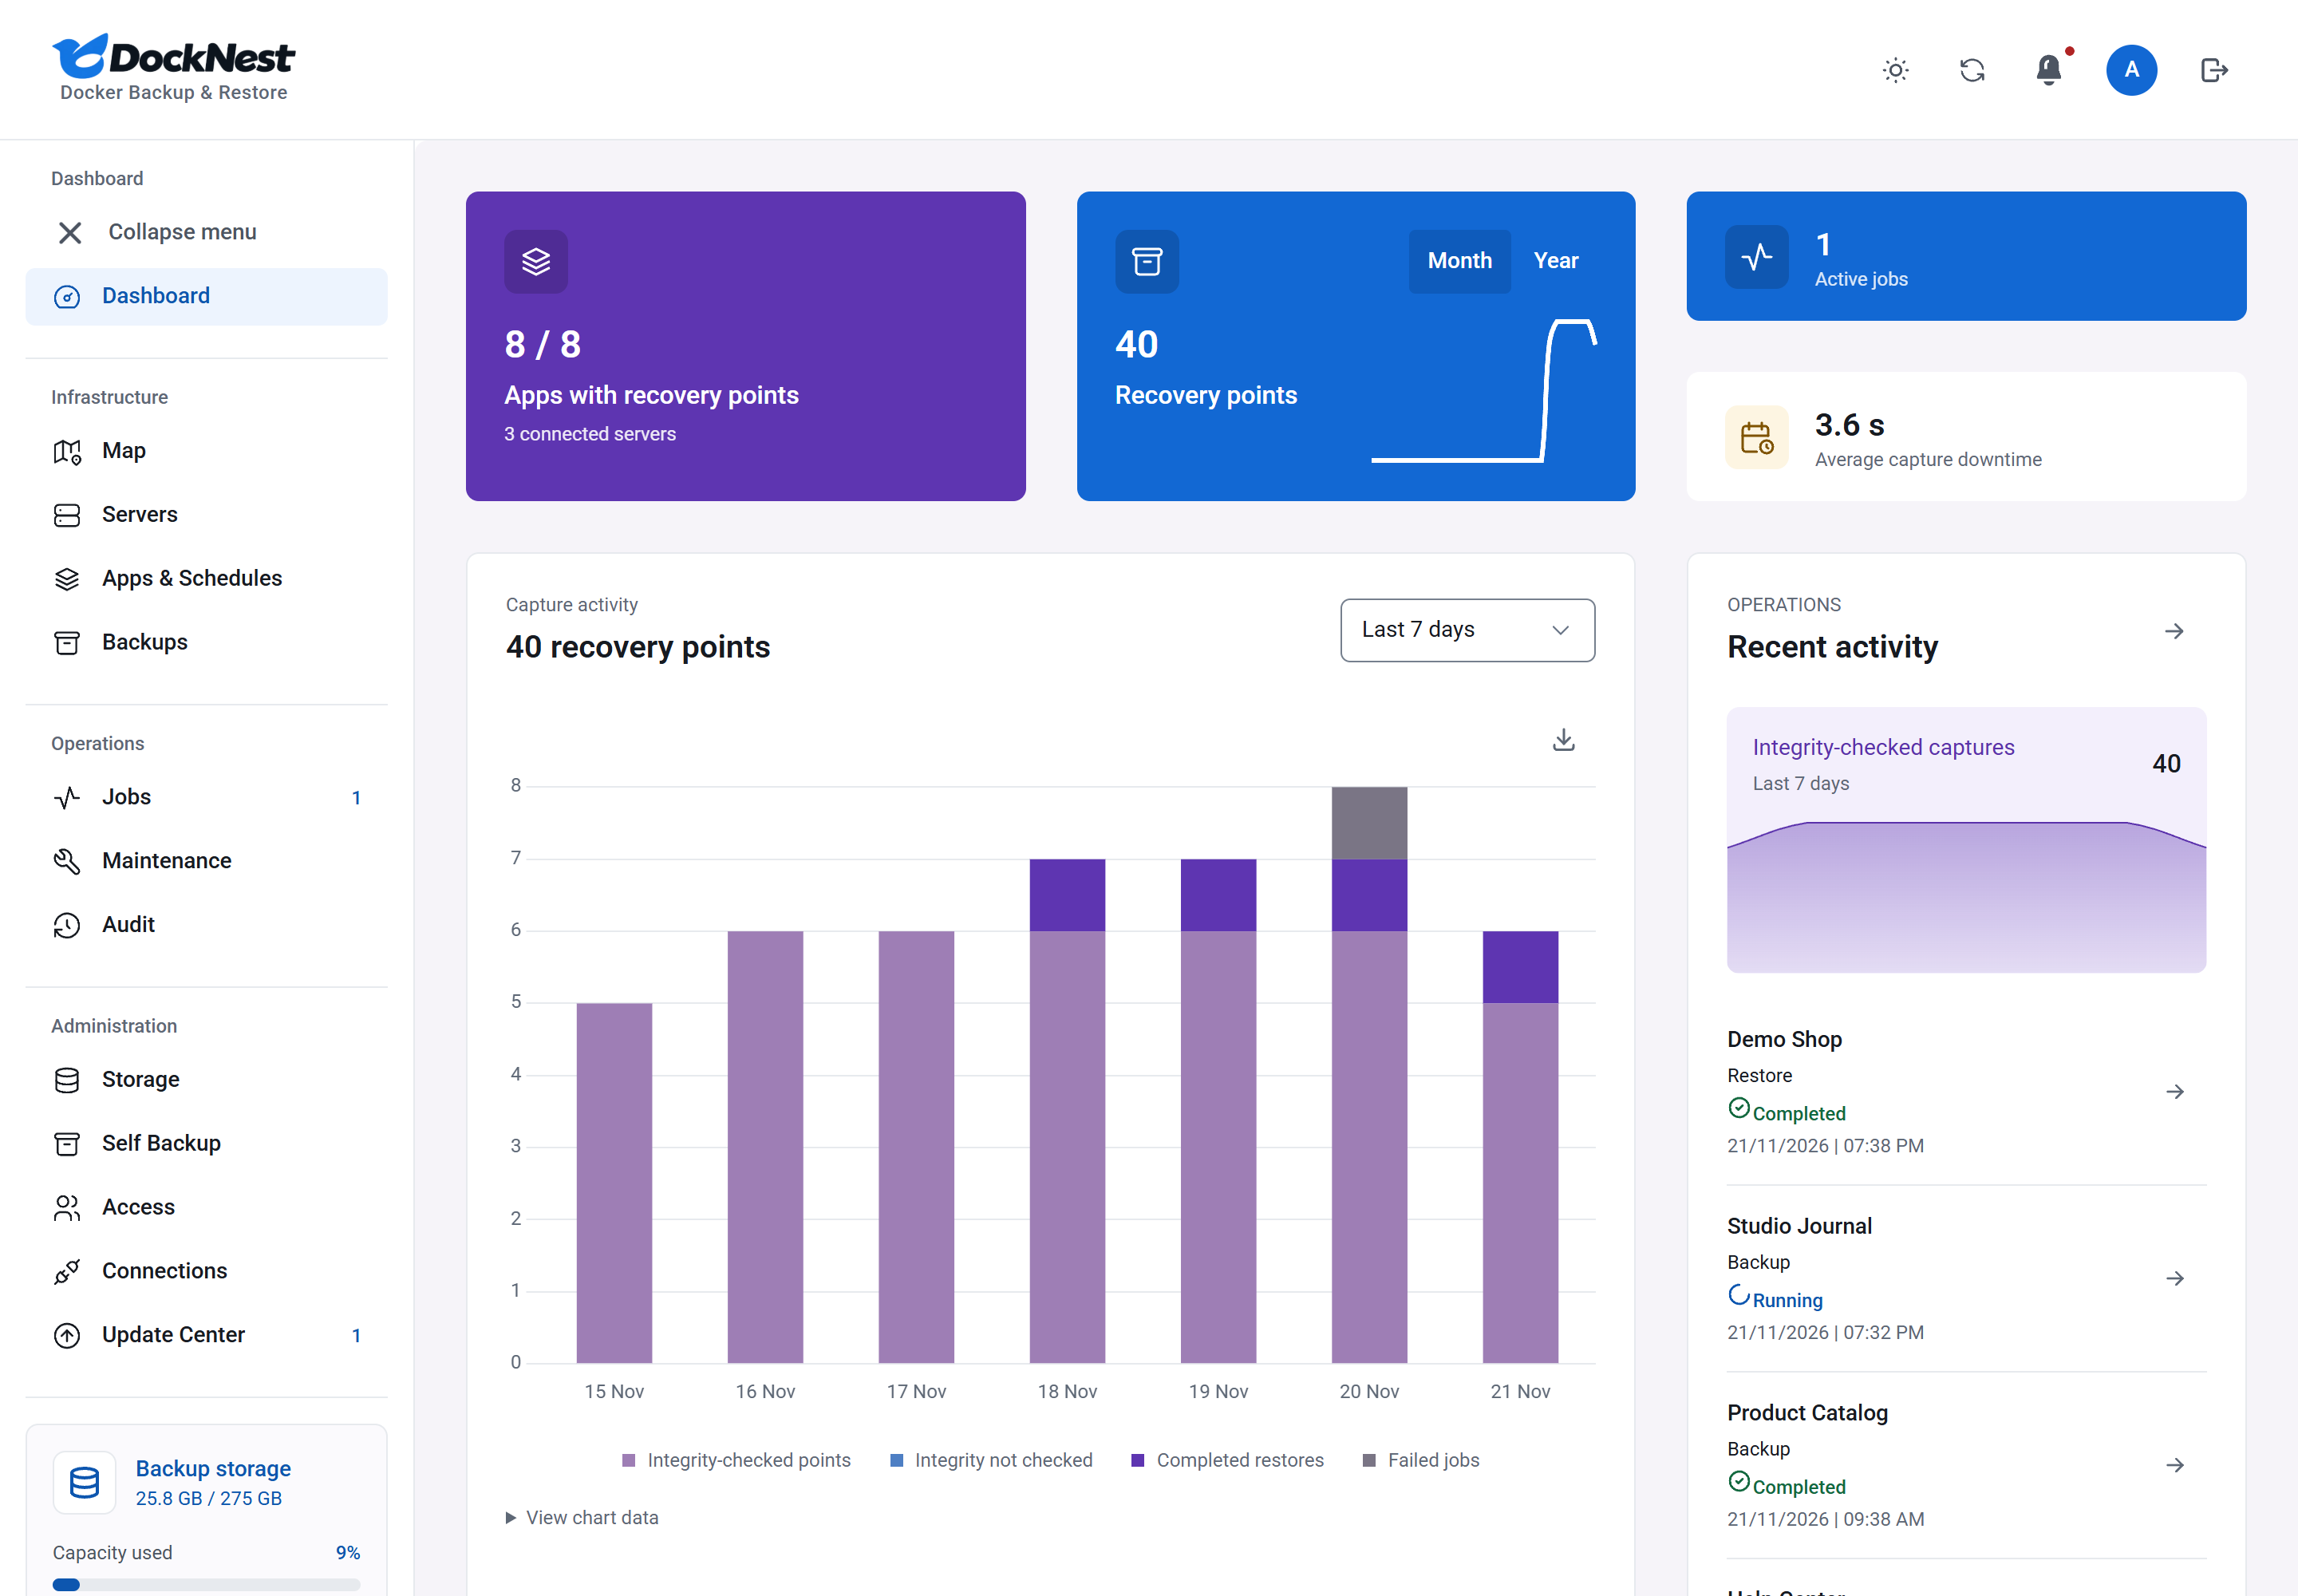 DockNest
Docker Backup & Restore
A
Dashboard
Collapse menu
Dashboard
Infrastructure
Map
Servers
Apps & Schedules
Backups
Operations
Jobs 1
Maintenance
Audit
Administration
Storage
Self Backup
Access
Connections
Update Center 1
Backup storage
25.8 GB / 275 GB
Capacity used 9%
8 / 8
Apps with recovery points
3 connected servers
Month Year
40
Recovery points
1
Active jobs
3.6 s
Average capture downtime
Capture activity
40 recovery points
Last 7 days
8
7
6
5
4
3
2
1
0
15 Nov 16 Nov 17 Nov 18 Nov 19 Nov 20 Nov 21 Nov
Integrity-checked points Integrity not checked Completed restores Failed jobs
View chart data
OPERATIONS
Recent activity
Integrity-checked captures
40
Last 7 days
Demo Shop
Restore
Completed
21/11/2026 | 07:38 PM
Studio Journal
Backup
Running
21/11/2026 | 07:32 PM
Product Catalog
Backup
Completed
21/11/2026 | 09:38 AM